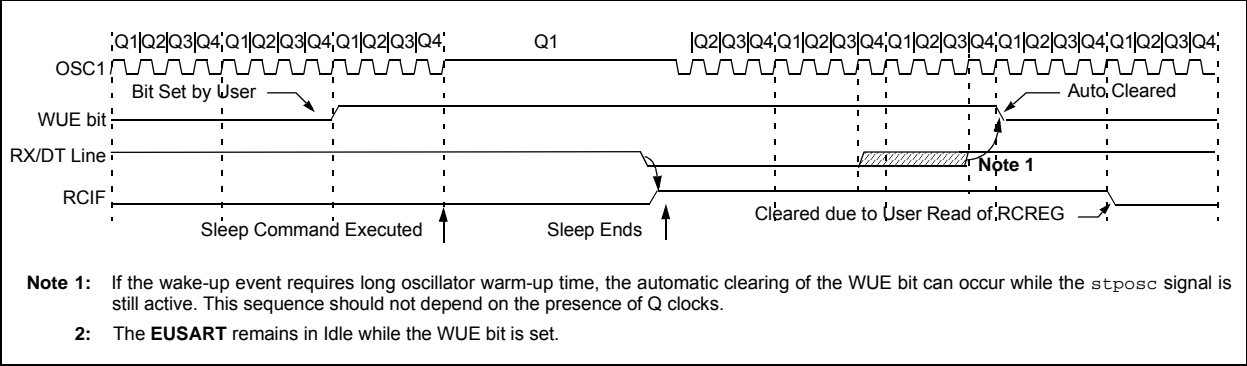 Q1 Q2 Q3 Q4 Q1 Q2 Q3 Q4 Q1 Q2 Q3 Q4 Q1 Q2 Q3 Q4 Q1 Q2 Q3 Q4 Q1 Q2 Q3 Q4 Q1 Q2 Q3 Q4 Q1 Q2 Q3 Q4
OSC1
Bit Set by User
Auto Cleared
WUE bit
RX/DT Line
Note 1
RCIF
Cleared due to User Read of RCREG
Sleep Command Executed
Sleep Ends
Note 1: If the wake-up event requires long oscillator warm-up time, the automatic clearing of the WUE bit can occur while the stposc signal is
still active. This sequence should not depend on the presence of Q clocks.
2: The EUSART remains in Idle while the WUE bit is set.